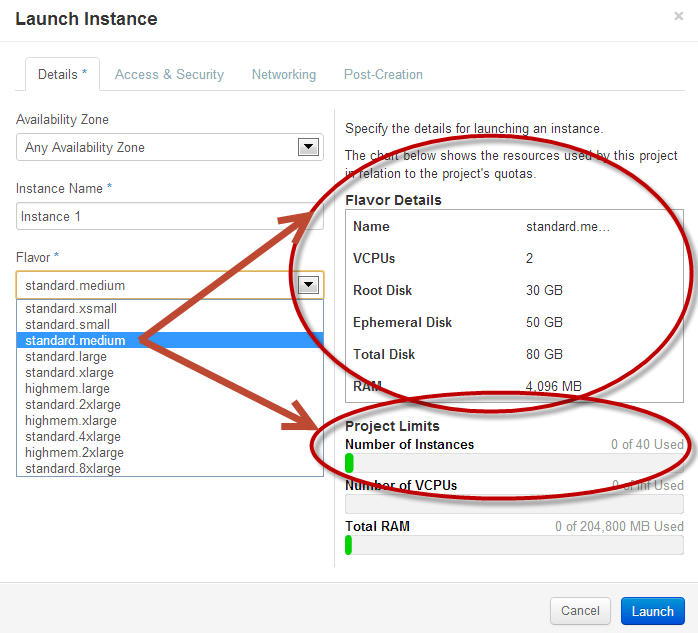 Launch Instance
×
Details *
Access & Security
Networking
Post-Creation
Availability Zone
Any Availability Zone
Instance Name *
Instance 1
Flavor *
standard.medium
standard.xsmall
standard.small
standard.medium
standard.large
standard.xlarge
highmem.large
standard.2xlarge
highmem.xlarge
standard.4xlarge
highmem.2xlarge
standard.8xlarge
Specify the details for launching an instance.
The chart below shows the resources used by this project
in relation to the project's quotas.
Flavor Details
Name standard.me...
VCPUs 2
Root Disk 30 GB
Ephemeral Disk 50 GB
Total Disk 80 GB
RAM 4,096 MB
Project Limits
Number of Instances 0 of 40 Used
Number of VCPUs 0 of Inf Used
Total RAM 0 of 204,800 MB Used
Cancel
Launch